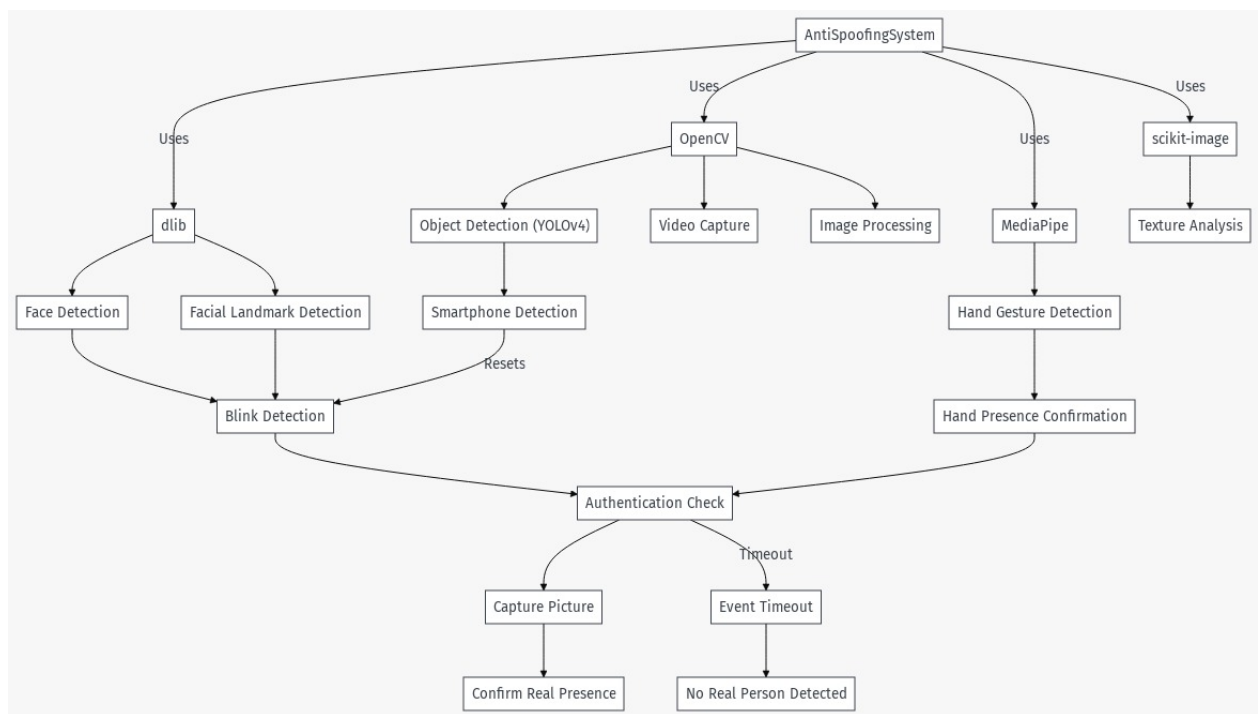 AntiSpoofingSystem
Uses
Uses
Uses
Uses
OpenCV
scikit-image
dlib
Object Detection (YOLOv4)
Video Capture
Image Processing
MediaPipe
Texture Analysis
Face Detection
Facial Landmark Detection
Smartphone Detection
Hand Gesture Detection
Resets
Blink Detection
Hand Presence Confirmation
Authentication Check
Timeout
Capture Picture
Event Timeout
Confirm Real Presence
No Real Person Detected